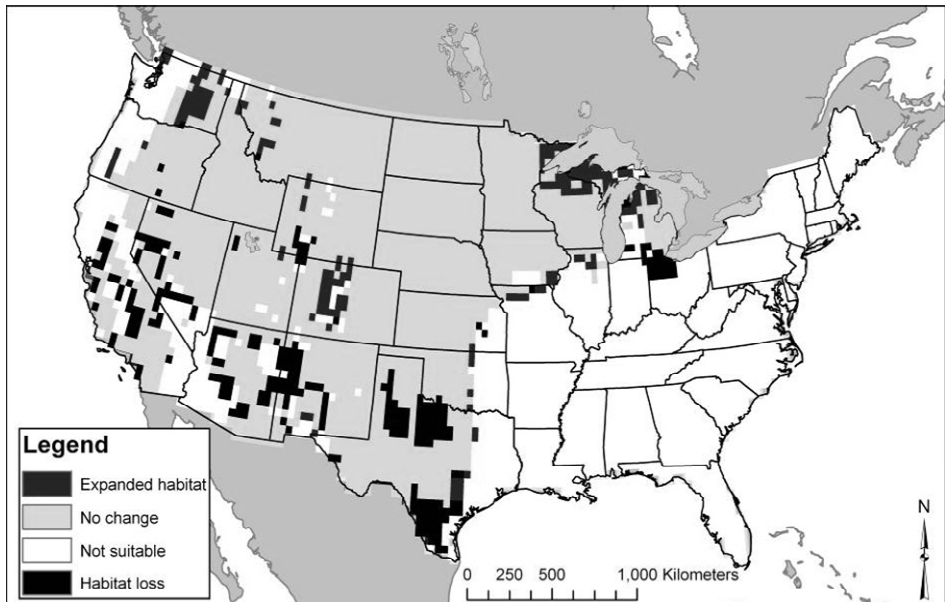 Legend
Expanded habitat
No change
Not suitable
Habitat loss
0 250 500 1,000 Kilometers
N